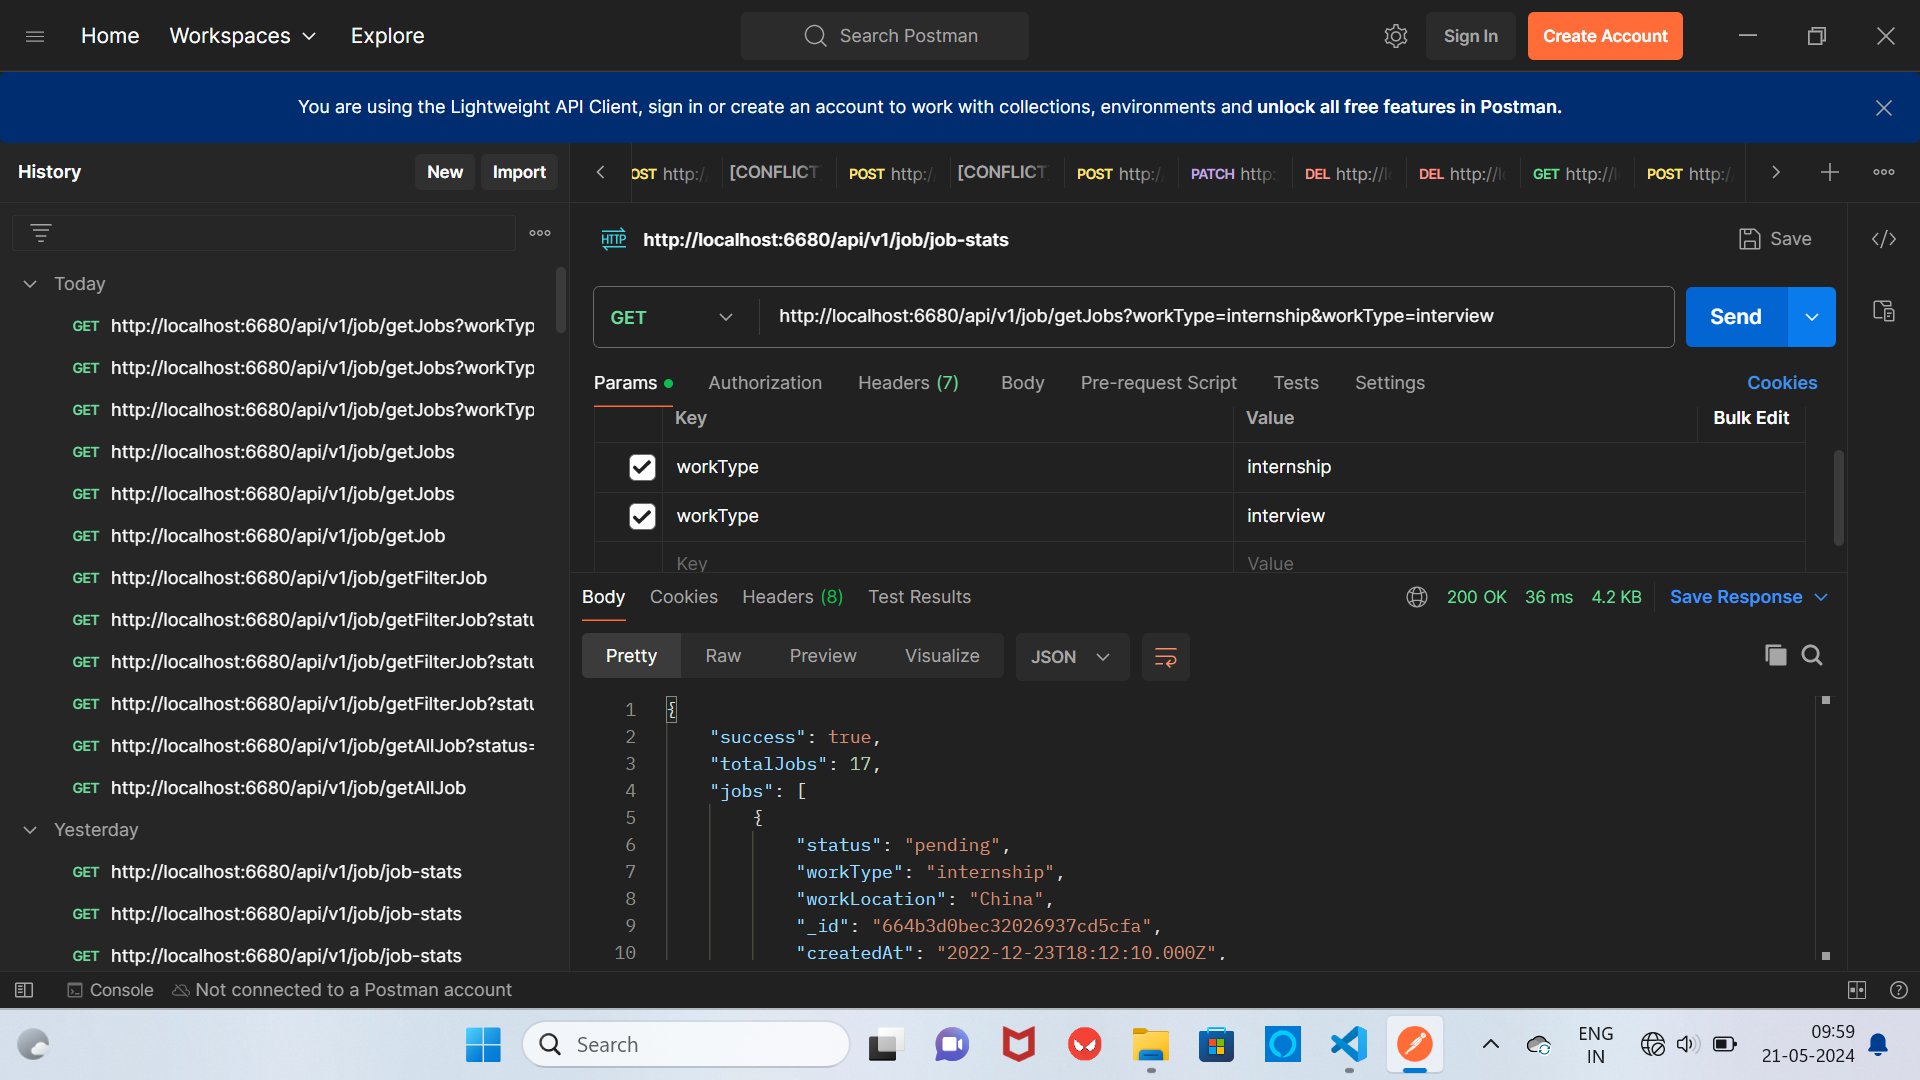 Home Workspaces Explore Search Postman Sign In Create Account
You are using the Lightweight API Client, sign in or create an account to work with collections, environments and unlock all free features in Postman.
History New Import
OST http:/ [CONFLICT POST http:/ [CONFLICT POST http:/ PATCH http: DEL http://l DEL http://l GET http://l POST http:/
HTTP http://localhost:6680/api/v1/job/job-stats Save
GET http://localhost:6680/api/v1/job/getJobs?workType=internship&workType=interview Send
Params Authorization Headers (7) Body Pre-request Script Tests Settings Cookies
Key Value Bulk Edit
workType internship
workType interview
Key Value
Today
GET http://localhost:6680/api/v1/job/getJobs?workTyp
GET http://localhost:6680/api/v1/job/getJobs?workTyp
GET http://localhost:6680/api/v1/job/getJobs?workTyp
GET http://localhost:6680/api/v1/job/getJobs
GET http://localhost:6680/api/v1/job/getJobs
GET http://localhost:6680/api/v1/job/getJob
GET http://localhost:6680/api/v1/job/getFilterJob
GET http://localhost:6680/api/v1/job/getFilterJob?statu
GET http://localhost:6680/api/v1/job/getFilterJob?statu
GET http://localhost:6680/api/v1/job/getFilterJob?statu
GET http://localhost:6680/api/v1/job/getAllJob?status=
GET http://localhost:6680/api/v1/job/getAllJob
Yesterday
GET http://localhost:6680/api/v1/job/job-stats
GET http://localhost:6680/api/v1/job/job-stats
GET http://localhost:6680/api/v1/job/job-stats
Body Cookies Headers (8) Test Results 200 OK 36 ms 4.2 KB Save Response
Pretty Raw Preview Visualize JSON
1 {
2 "success": true,
3 "totalJobs": 17,
4 "jobs": [
5 {
6 "status": "pending",
7 "workType": "internship",
8 "workLocation": "China",
9 "_id": "664b3d0bec32026937cd5cfa",
10 "createdAt": "2022-12-23T18:12:10.000Z",
Console Not connected to a Postman account
Search ENG 09:59
IN 21-05-2024